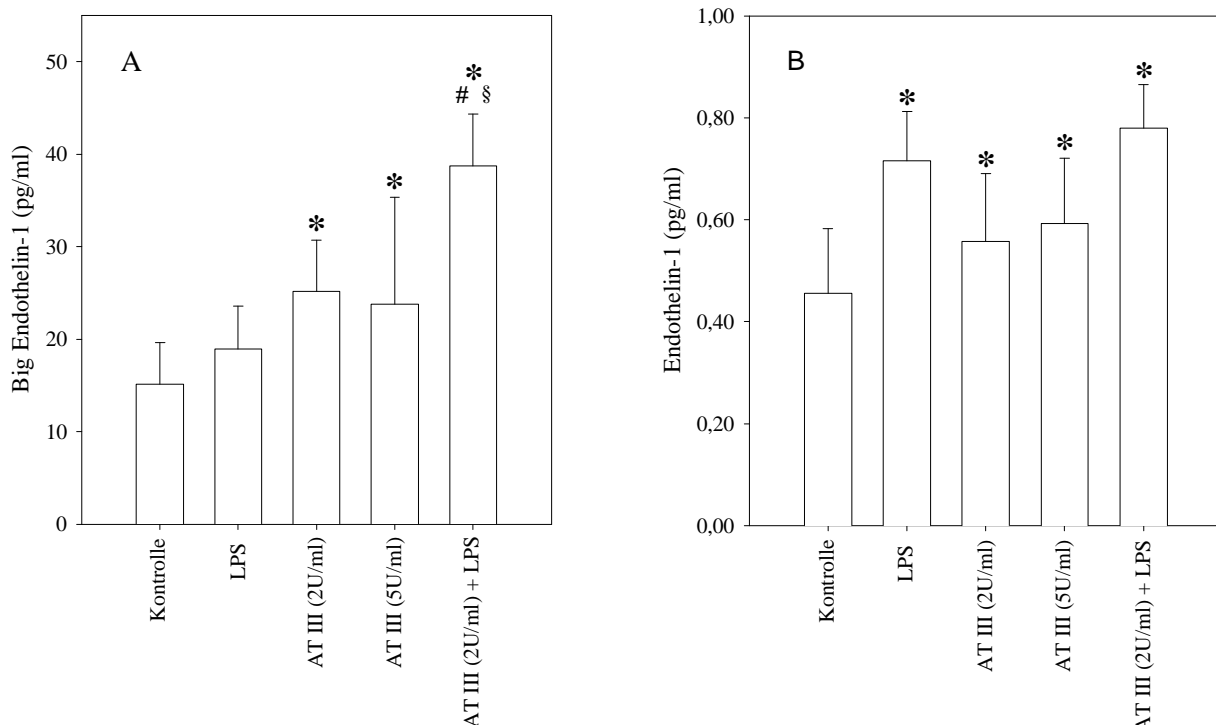 A
Big Endothelin-1 (pg/ml)
50
40
30
20
10
0
*
*
*
# §
Kontrolle
LPS
AT III (2U/ml)
AT III (5U/ml)
AT III (2U/ml) + LPS
B
Endothelin-1 (pg/ml)
1,00
0,80
0,60
0,40
0,20
0,00
*
*
*
*
Kontrolle
LPS
AT III (2U/ml)
AT III (5U/ml)
AT III (2U/ml) + LPS